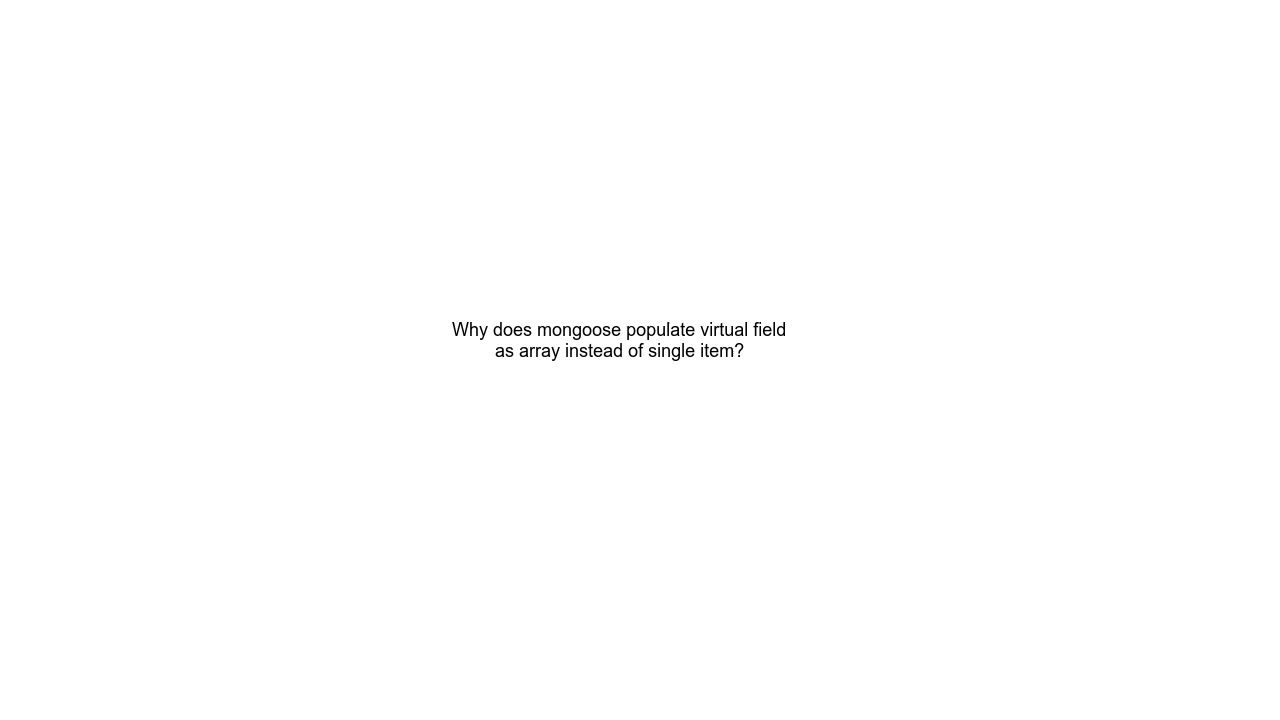 Why does mongoose populate virtual field
as array instead of single item?